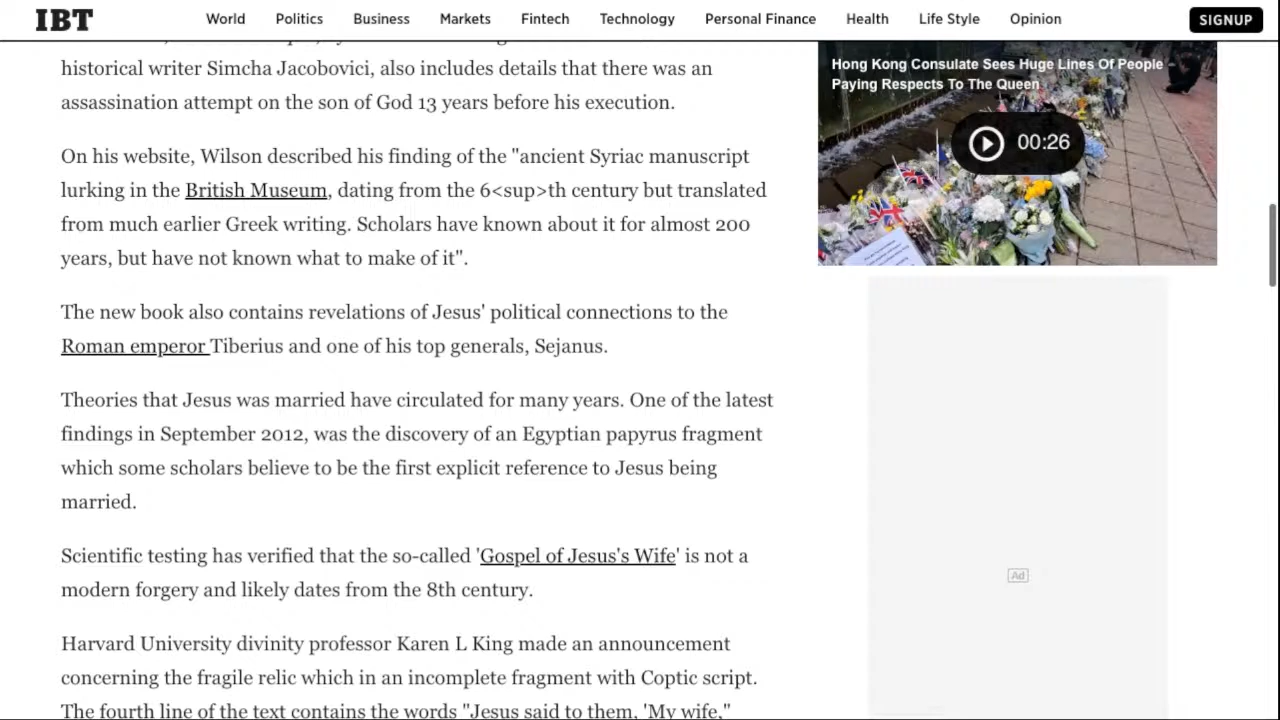 IBT
World
Politics
Business
Markets
Fintech
Technology
Personal Finance
Health
Life Style
Opinion
SIGNUP
historical writer Simcha Jacobovici, also includes details that there was an
assassination attempt on the son of God 13 years before his execution.
On his website, Wilson described his finding of the "ancient Syriac manuscript
lurking in the British Museum, dating from the 6<sup>th century but translated
from much earlier Greek writing. Scholars have known about it for almost 200
years, but have not known what to make of it".
The new book also contains revelations of Jesus' political connections to the
Roman emperor Tiberius and one of his top generals, Sejanus.
Theories that Jesus was married have circulated for many years. One of the latest
findings in September 2012, was the discovery of an Egyptian papyrus fragment
which some scholars believe to be the first explicit reference to Jesus being
married.
Scientific testing has verified that the so-called 'Gospel of Jesus's Wife' is not a
modern forgery and likely dates from the 8th century.
Harvard University divinity professor Karen L King made an announcement
concerning the fragile relic which in an incomplete fragment with Coptic script.
The fourth line of the text contains the words "Jesus said to them, 'My wife,"
Hong Kong Consulate Sees Huge Lines Of People
Paying Respects To The Queen
00:26
Ad